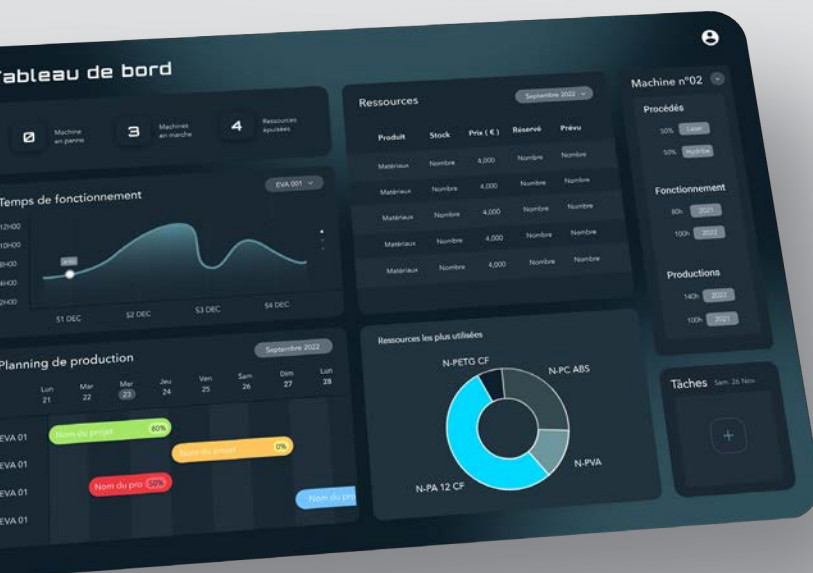 Tableau de bord
0
Machine
en panne
3
Machines
en marche
4
Ressources
épuisées
Temps de fonctionnement
EVA 001
12H00
10H00
8H00
4H00
2H00
S1 DEC
S2 DEC
S3 DEC
S4 DEC
Planning de production
Septembre 2022
Lun Mar Mer Jeu Ven Sam Dim Lun
21 22 23 24 25 26 27 28
EVA 01
Nom du projet 60%
EVA 01
Nom du projet 0%
EVA 01
Nom du pro 50%
Nom du pro
EVA 01
Ressources
Septembre 2022
Produit Stock Prix ( € ) Réservé Prévu
Matériaux Nombre 4,000 Nombre Nombre
Matériaux Nombre 4,000 Nombre Nombre
Matériaux Nombre 4,000 Nombre Nombre
Matériaux Nombre 4,000 Nombre Nombre
Matériaux Nombre 4,000 Nombre Nombre
Ressources les plus utilisées
N-PETG CF
N-PC ABS
N-PVA
N-PA 12 CF
Machine n°02
Procédés
50% Laser
50% Hydribe
Fonctionnement
80h 2021
100h 2022
Productions
140h 2022
100h 2021
Tâches Sam. 26 Nov.